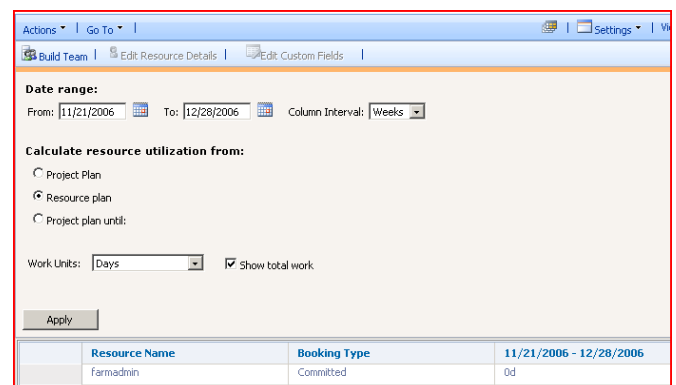 Actions Go To Settings
Build Team Edit Resource Details Edit Custom Fields
Date range:
From: 11/21/2006 To: 12/28/2006 Column Interval: Weeks
Calculate resource utilization from:
Project Plan
Resource plan
Project plan until:
Work Units: Days Show total work
Apply
Resource Name Booking Type 11/21/2006 - 12/28/2006
farmadmin Committed 0d